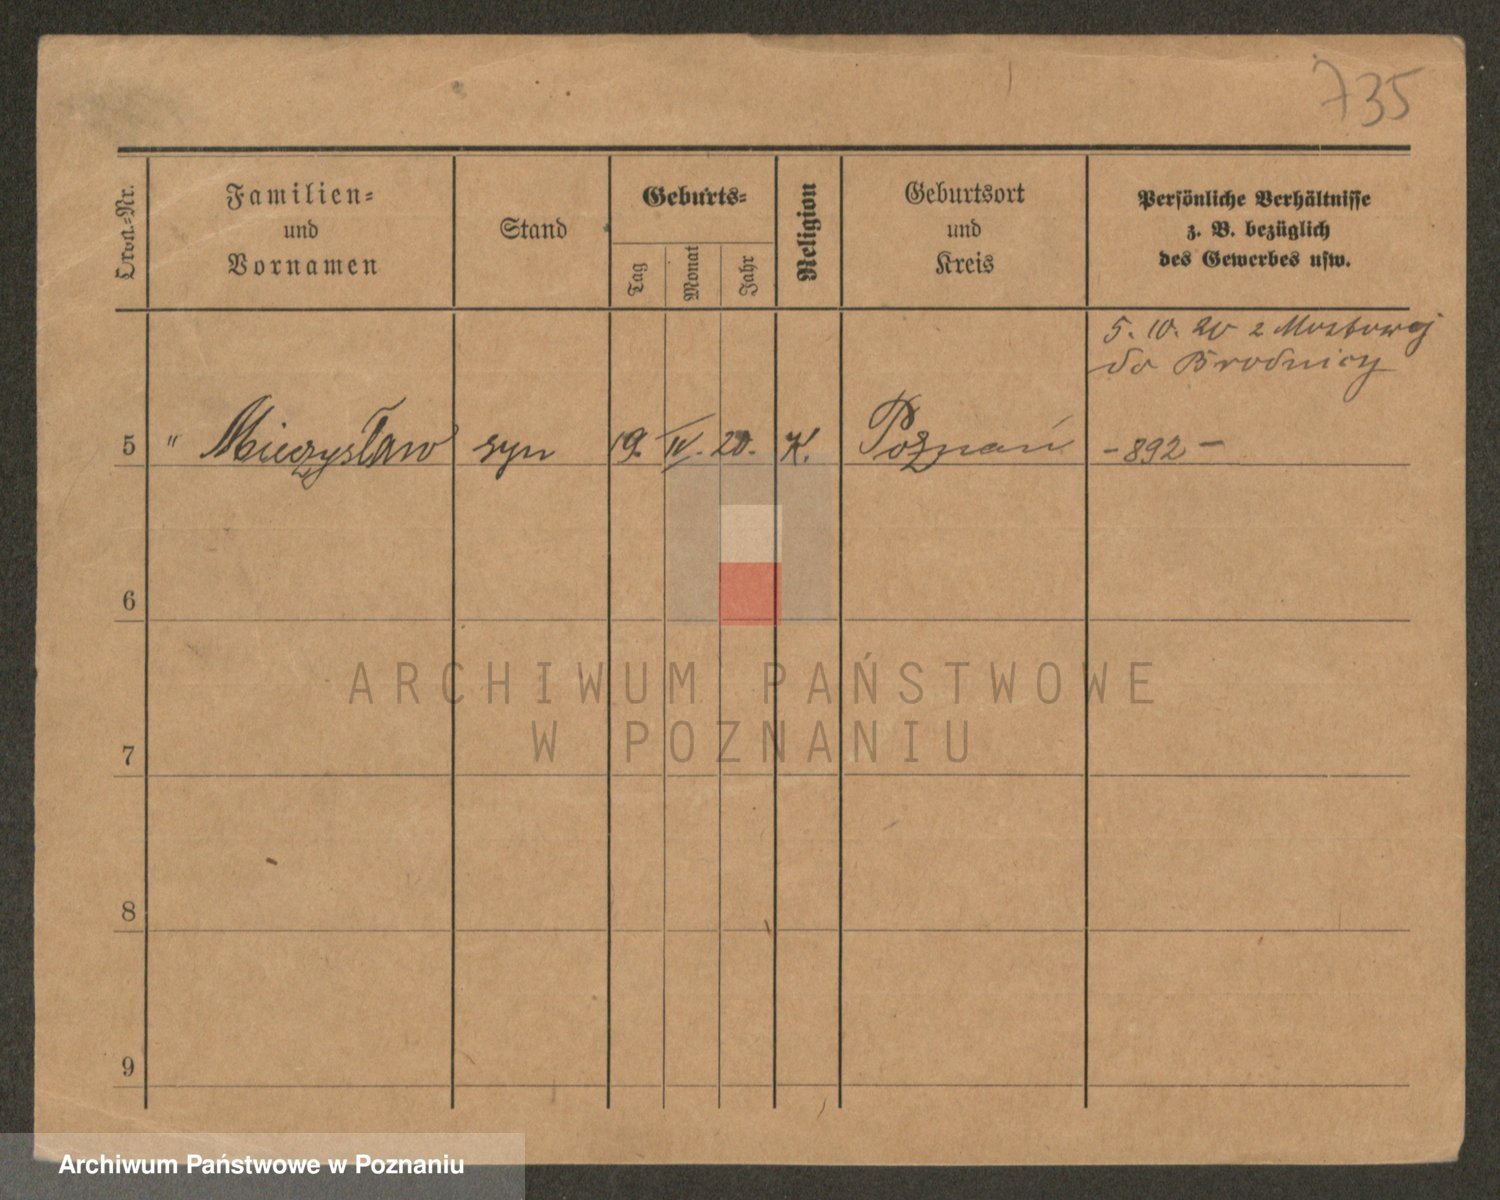 735
Ordn.-Nr.
Familien-
und
Vornamen
Stand
Geburts-
Tag
Monat
Jahr
Religion
Geburtsort
und
Kreis
Persönliche Verhältnisse
z. B. bezüglich
des Gewerbes usw.
5. 10. 20 z Mostowej
do Brodnicy
5 " Mieczysław syn 19. IV. 20. K. Poznań -892-
6
7
8
9
ARCHIWUM PAŃSTWOWE
W POZNANIU
Archiwum Państwowe w Poznaniu